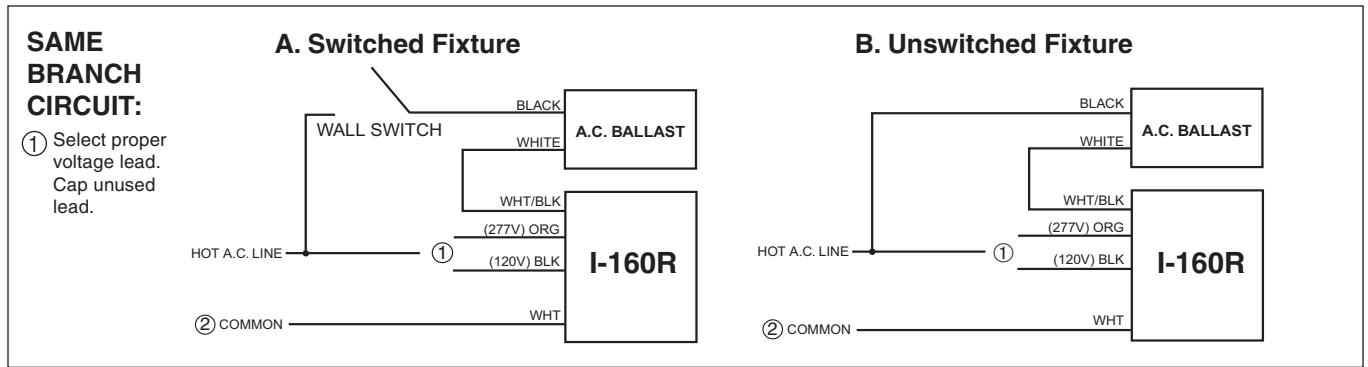 SAME
BRANCH
CIRCUIT:
① Select proper
voltage lead.
Cap unused
lead.
A. Switched Fixture
WALL SWITCH
BLACK
WHITE
A.C. BALLAST
WHT/BLK
(277V) ORG
HOT A.C. LINE
①
(120V) BLK
I-160R
② COMMON
WHT
B. Unswitched Fixture
BLACK
WHITE
A.C. BALLAST
WHT/BLK
(277V) ORG
HOT A.C. LINE
①
(120V) BLK
I-160R
② COMMON
WHT